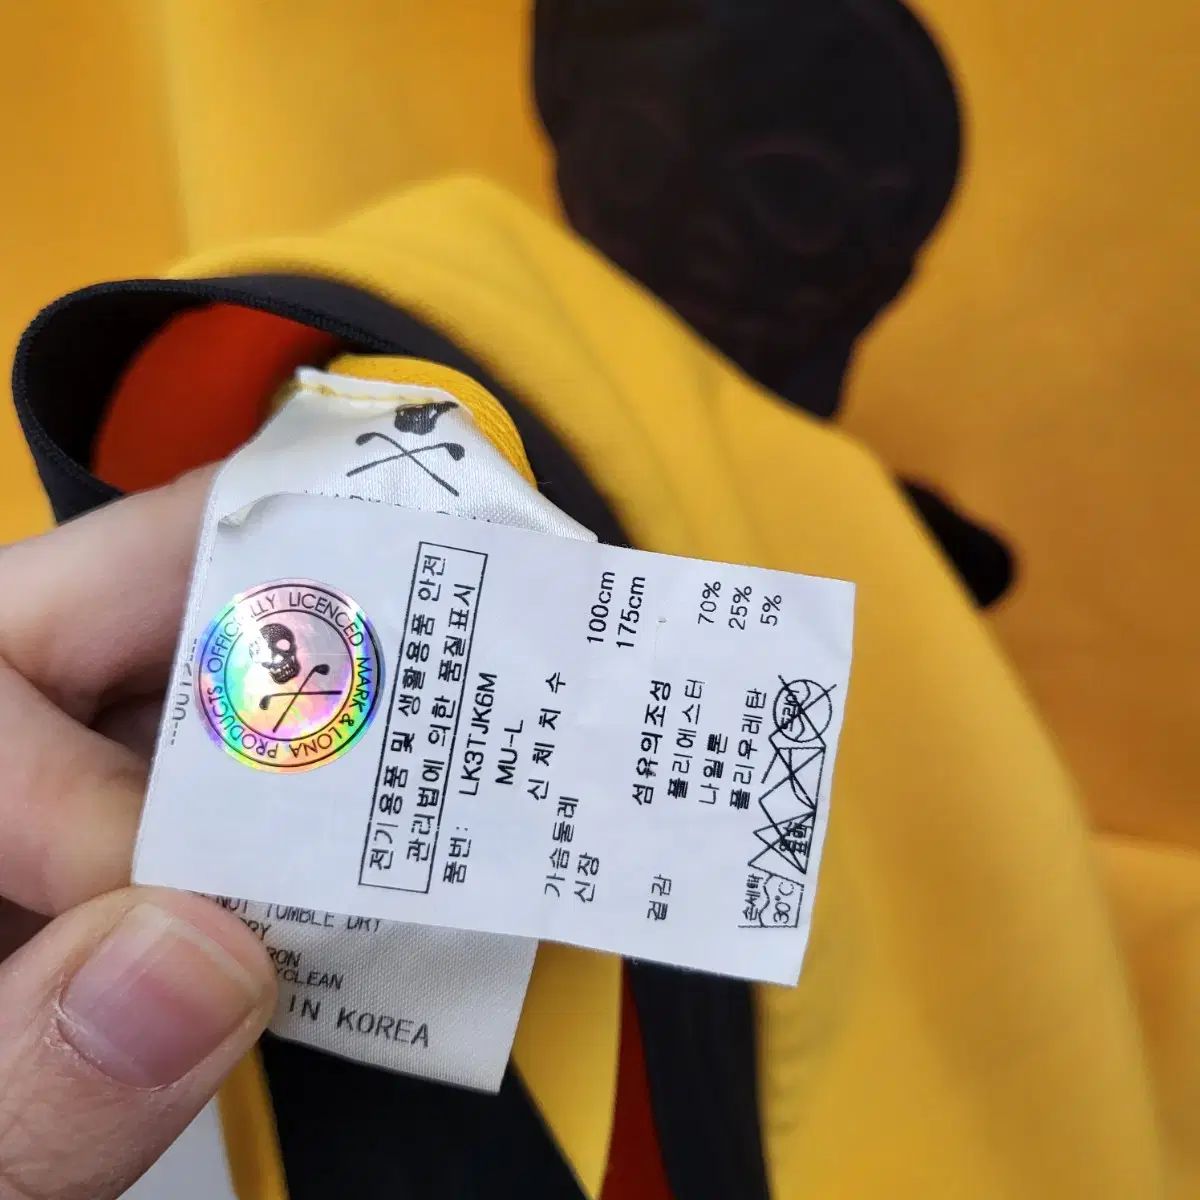 OFFICIALLY LICENCED MARK & LONA PRODUCTS
전기용품 및 생활용품 안전
관리법에 의한 품질표시
품번: LK3TJK6M
MU-L
신 체 치 수
가슴둘레 100cm
신장 175cm
섬유의조성
겉감 폴리에스터 70%
나일론 25%
폴리우레탄 5%
손세탁
30°C
NOT TUMBLE DRY
IN KOREA